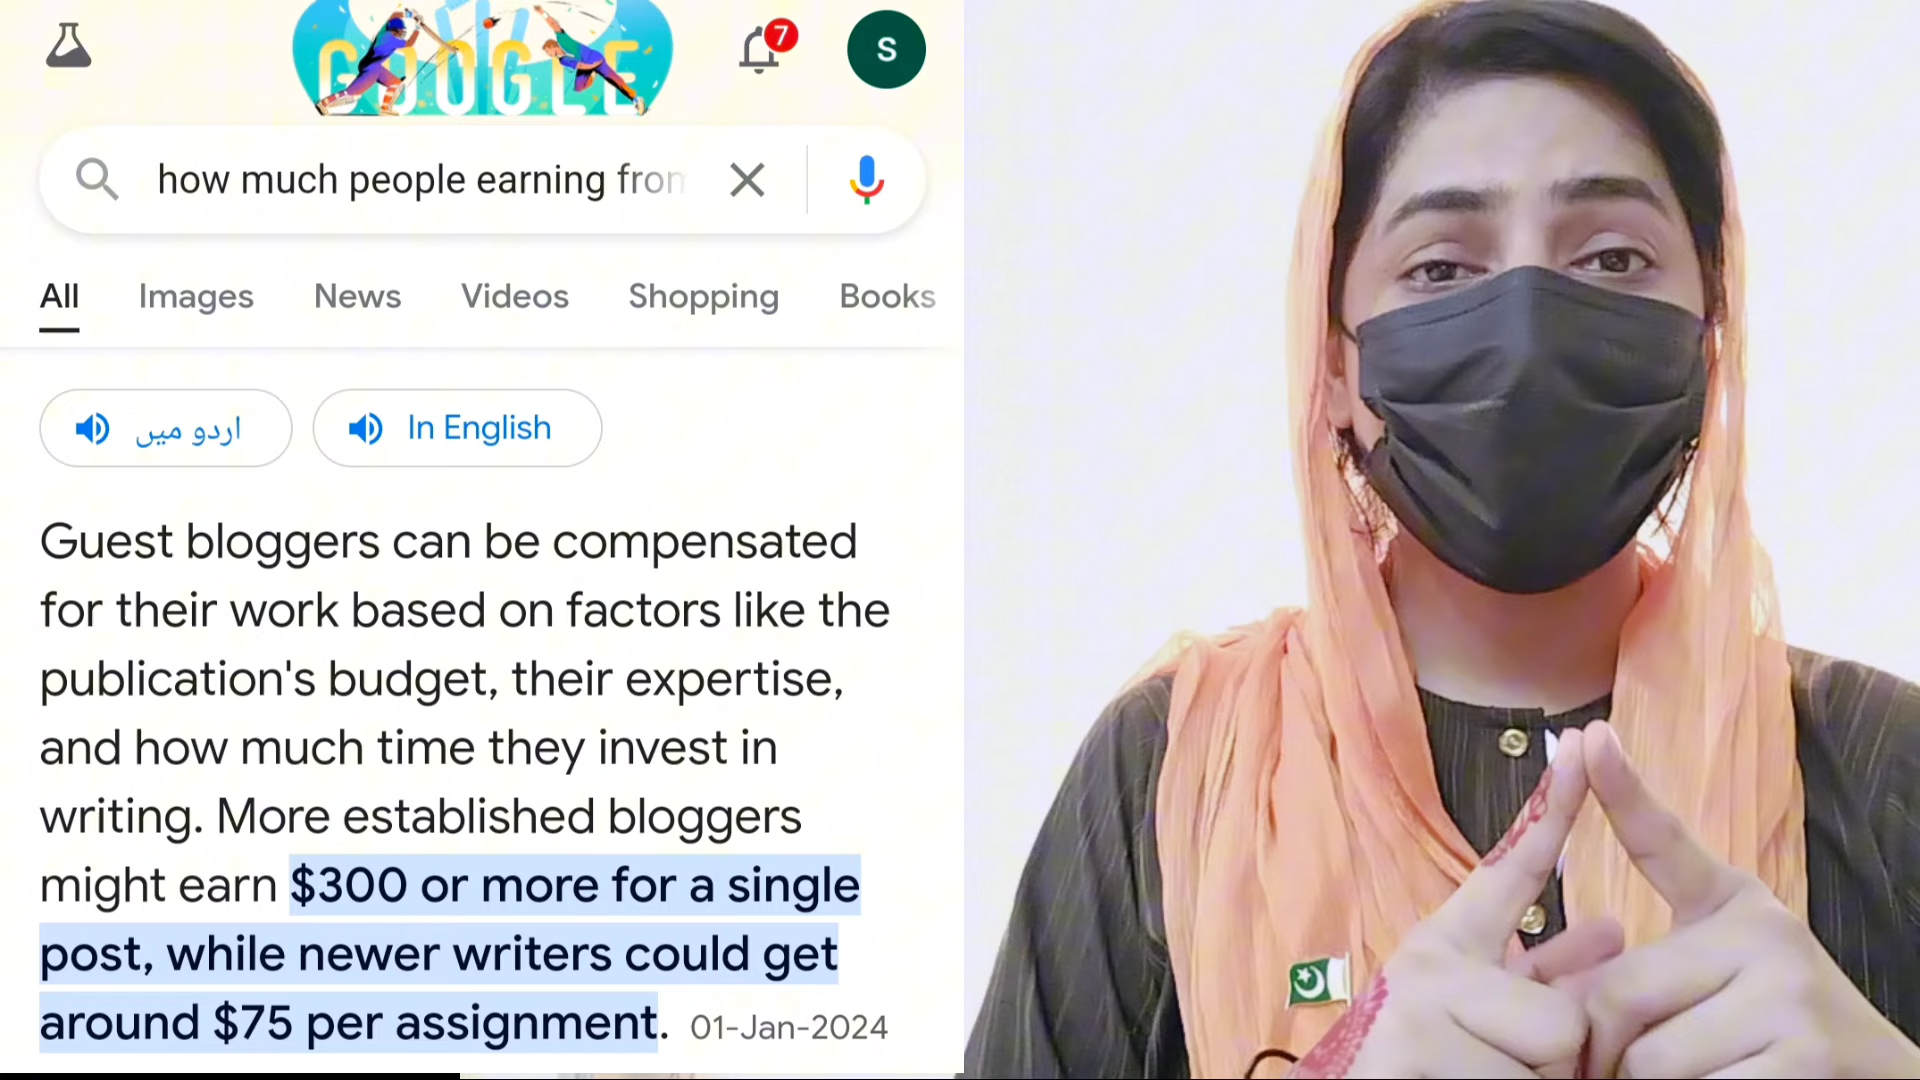 GOOGLE
7
S
how much people earning from
All Images News Videos Shopping Books
اردو میں In English
Guest bloggers can be compensated
for their work based on factors like the
publication's budget, their expertise,
and how much time they invest in
writing. More established bloggers
might earn $300 or more for a single
post, while newer writers could get
around $75 per assignment. 01-Jan-2024